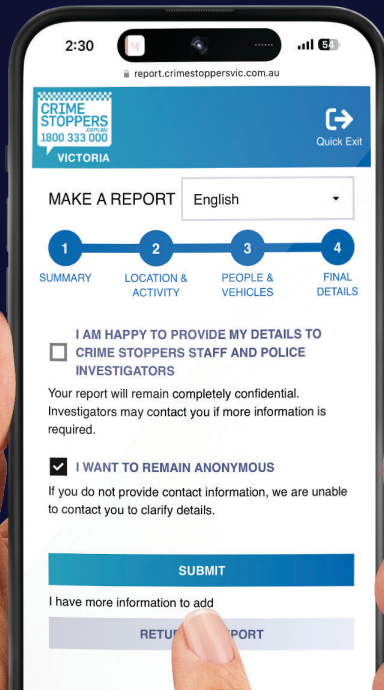 2:30
54
report.crimestoppersvic.com.au
CRIME
STOPPERS
.com.au
1800 333 000
VICTORIA
Quick Exit
MAKE A REPORT
English
1
2
3
4
SUMMARY
LOCATION &
ACTIVITY
PEOPLE &
VEHICLES
FINAL
DETAILS
I AM HAPPY TO PROVIDE MY DETAILS TO
CRIME STOPPERS STAFF AND POLICE
INVESTIGATORS
Your report will remain completely confidential.
Investigators may contact you if more information is
required.
I WANT TO REMAIN ANONYMOUS
If you do not provide contact information, we are unable
to contact you to clarify details.
SUBMIT
I have more information to add